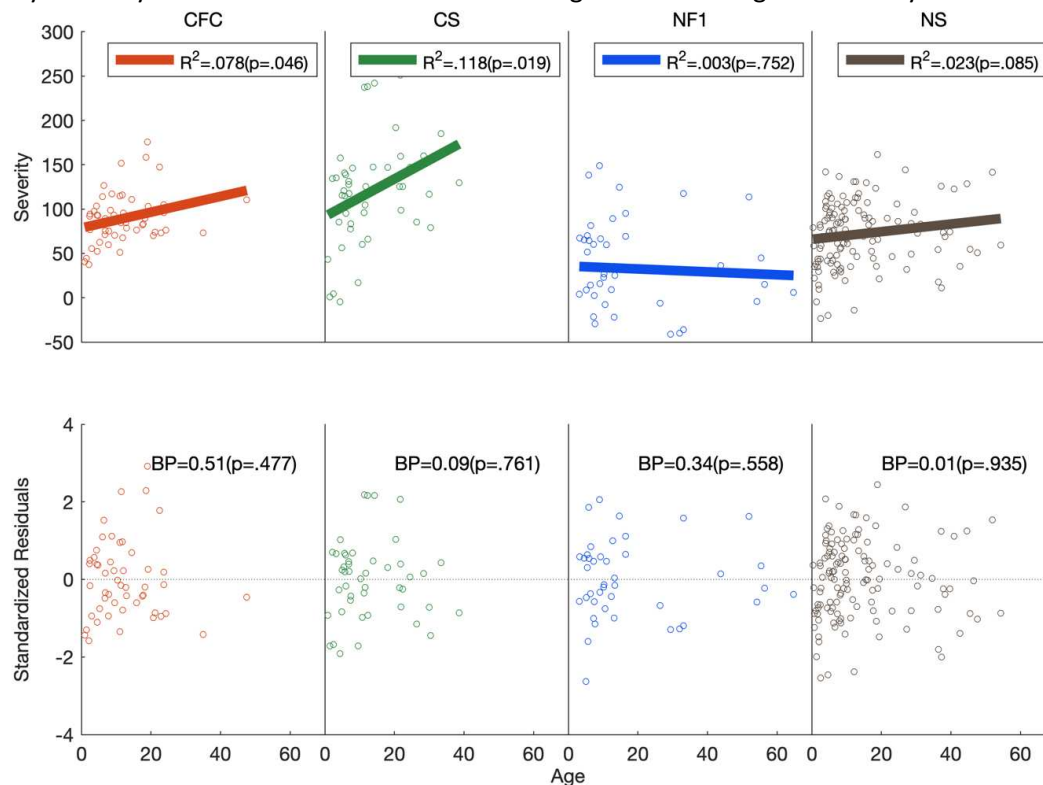 CFC CS NF1 NS
R²=.078(p=.046) R²=.118(p=.019) R²=.003(p=.752) R²=.023(p=.085)
300
250
200
150
100
50
0
-50
Severity
4
2
0
-2
-4
Standardized Residuals
BP=0.51(p=.477) BP=0.09(p=.761) BP=0.34(p=.558) BP=0.01(p=.935)
0 20 40 60 0 20 40 60 0 20 40 60 0 20 40 60
Age